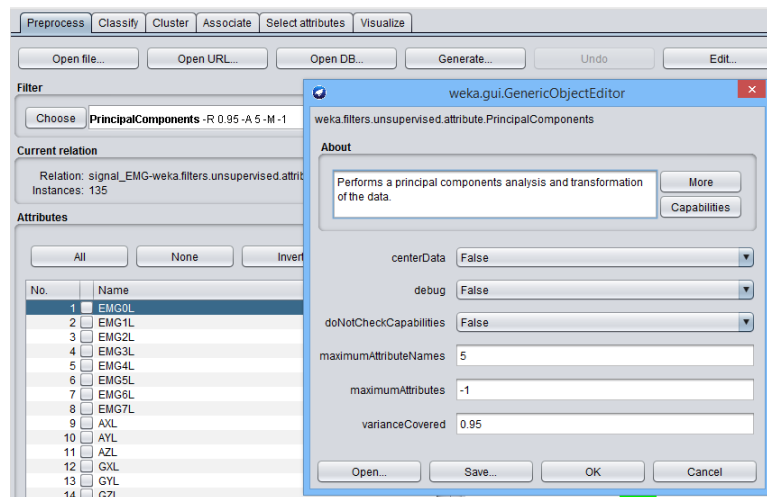 Preprocess Classify Cluster Associate Select attributes Visualize
Open file... Open URL... Open DB... Generate... Undo Edit...
Filter
Choose PrincipalComponents -R 0.95 -A 5 -M -1
Current relation
Relation: signal_EMG-weka.filters.unsupervised.attrib
Instances: 135
Attributes
All None Invert
No. Name
1 EMG0L
2 EMG1L
3 EMG2L
4 EMG3L
5 EMG4L
6 EMG5L
7 EMG6L
8 EMG7L
9 AXL
10 AYL
11 AZL
12 GXL
13 GYL
14 GZL
weka.gui.GenericObjectEditor
weka.filters.unsupervised.attribute.PrincipalComponents
About
Performs a principal components analysis and transformation
of the data.
More
Capabilities
centerData False
debug False
doNotCheckCapabilities False
maximumAttributeNames 5
maximumAttributes -1
varianceCovered 0.95
Open... Save... OK Cancel